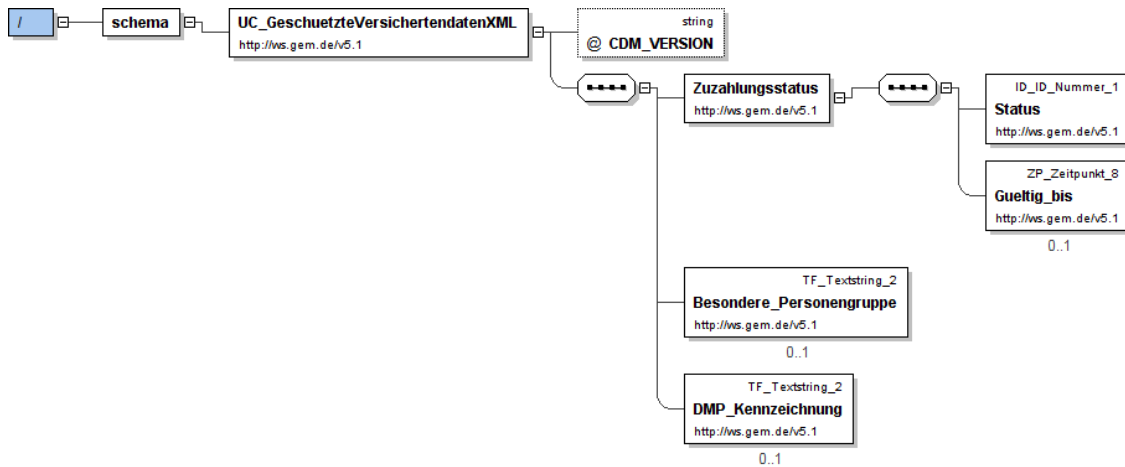 /
schema
UC_GeschuetzteVersichertendatenXML
http://ws.gem.de/v5.1
string
@ CDM_VERSION
Zuzahlungsstatus
http://ws.gem.de/v5.1
ID_ID_Nummer_1
Status
http://ws.gem.de/v5.1
ZP_Zeitpunkt_8
Gueltig_bis
http://ws.gem.de/v5.1
0..1
TF_Textstring_2
Besondere_Personengruppe
http://ws.gem.de/v5.1
0..1
TF_Textstring_2
DMP_Kennzeichnung
http://ws.gem.de/v5.1
0..1